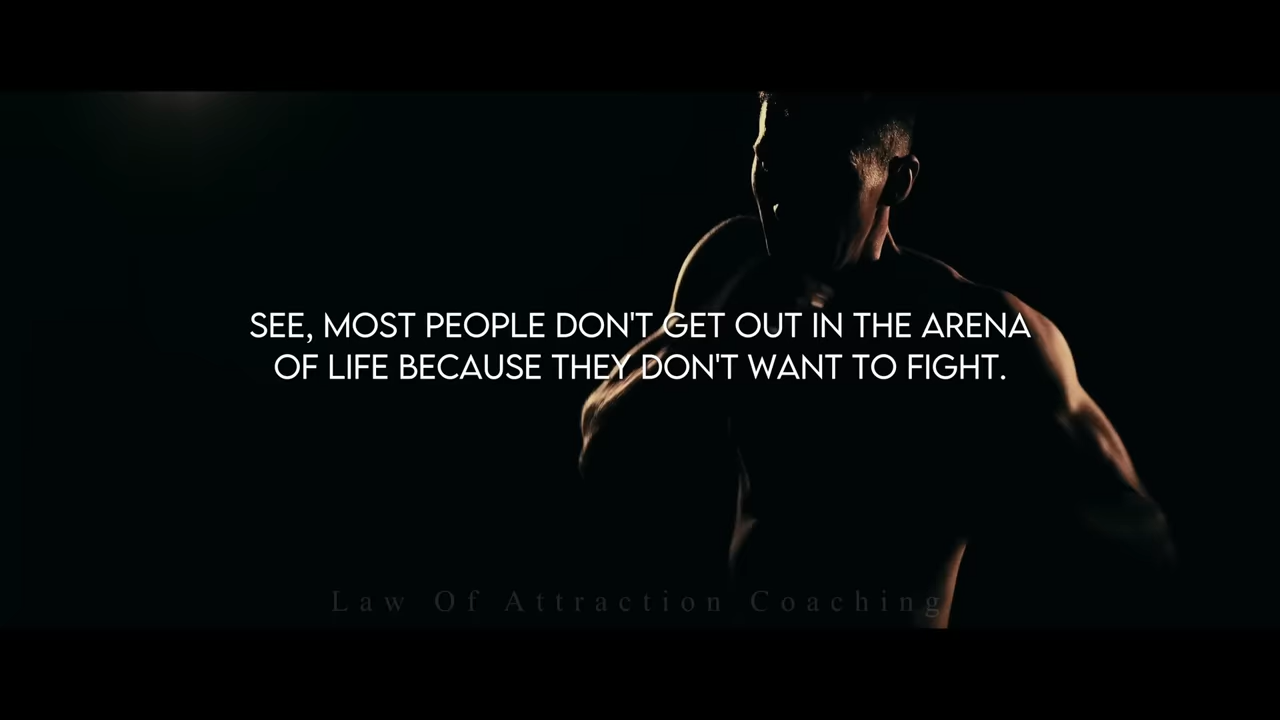 SEE, MOST PEOPLE DON'T GET OUT IN THE ARENA
OF LIFE BECAUSE THEY DON'T WANT TO FIGHT.
Law Of Attraction Coaching